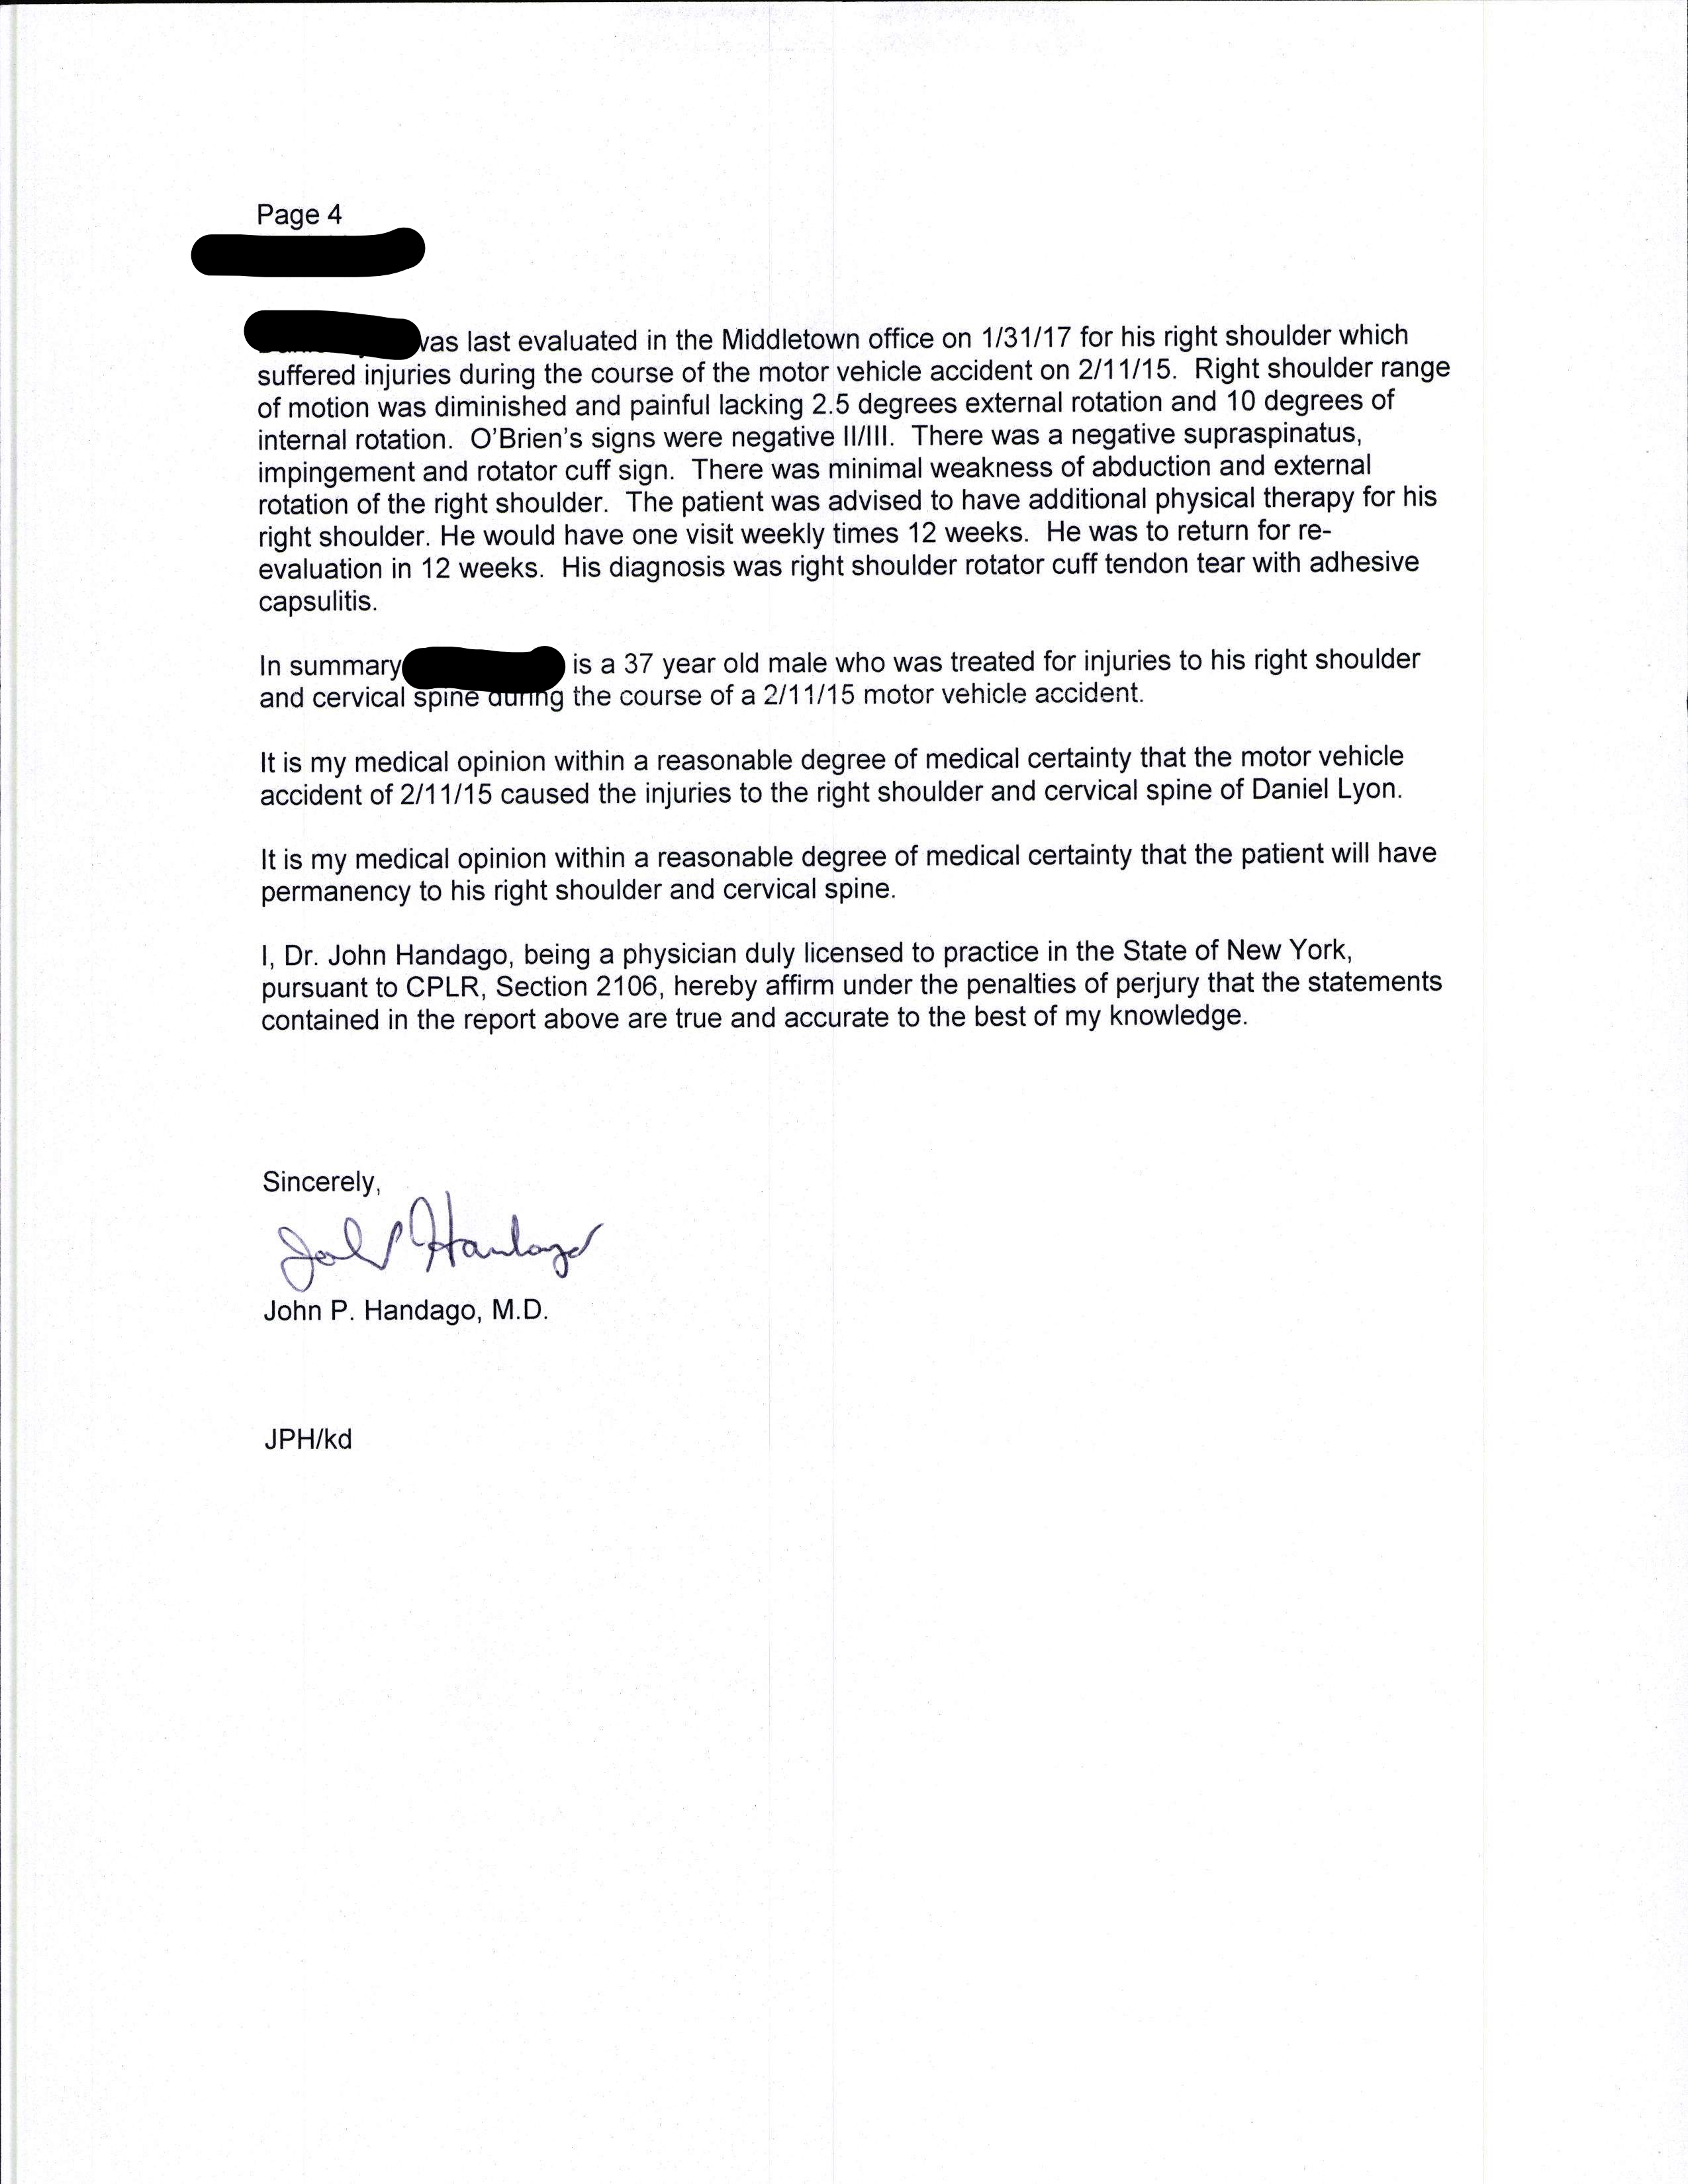 Page 4
was last evaluated in the Middletown office on 1/31/17 for his right shoulder which
suffered injuries during the course of the motor vehicle accident on 2/11/15.  Right shoulder range
of motion was diminished and painful lacking 2.5 degrees external rotation and 10 degrees of
internal rotation.  O'Brien's signs were negative II/III.  There was a negative supraspinatus,
impingement and rotator cuff sign.  There was minimal weakness of abduction and external
rotation of the right shoulder.  The patient was advised to have additional physical therapy for his
right shoulder. He would have one visit weekly times 12 weeks.  He was to return for re-
evaluation in 12 weeks.  His diagnosis was right shoulder rotator cuff tendon tear with adhesive
capsulitis.
In summary is a 37 year old male who was treated for injuries to his right shoulder
and cervical spine during the course of a 2/11/15 motor vehicle accident.
It is my medical opinion within a reasonable degree of medical certainty that the motor vehicle
accident of 2/11/15 caused the injuries to the right shoulder and cervical spine of Daniel Lyon.
It is my medical opinion within a reasonable degree of medical certainty that the patient will have
permanency to his right shoulder and cervical spine.
I, Dr. John Handago, being a physician duly licensed to practice in the State of New York,
pursuant to CPLR, Section 2106, hereby affirm under the penalties of perjury that the statements
contained in the report above are true and accurate to the best of my knowledge.
Sincerely,
John P Handago
John P. Handago, M.D.
JPH/kd